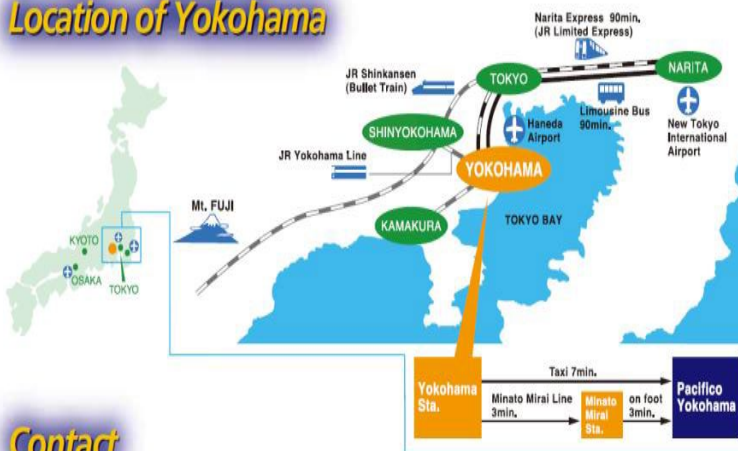 Location of Yokohama
Narita Express 90min.
(JR Limited Express)
JR Shinkansen
(Bullet Train)
TOKYO
NARITA
Limousine Bus
90min.
New Tokyo
International
Airport
Haneda
Airport
SHINYOKOHAMA
JR Yokohama Line
YOKOHAMA
Mt. FUJI
KAMAKURA
TOKYO BAY
KYOTO
OSAKA
TOKYO
Yokohama
Sta.
Taxi 7min.
Minato Mirai Line
3min.
Minato
Mirai
Sta.
on foot
3min.
Pacifico
Yokohama
Contact